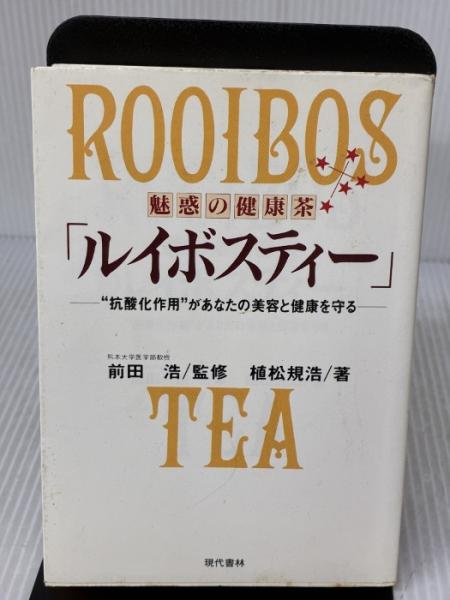 ROOIBOS
魅惑の健康茶
「ルイボスティー」
“抗酸化作用”があなたの美容と健康を守る
熊本大学医学部教授
前田 浩/監修 植松規浩/著
TEA
現代書林